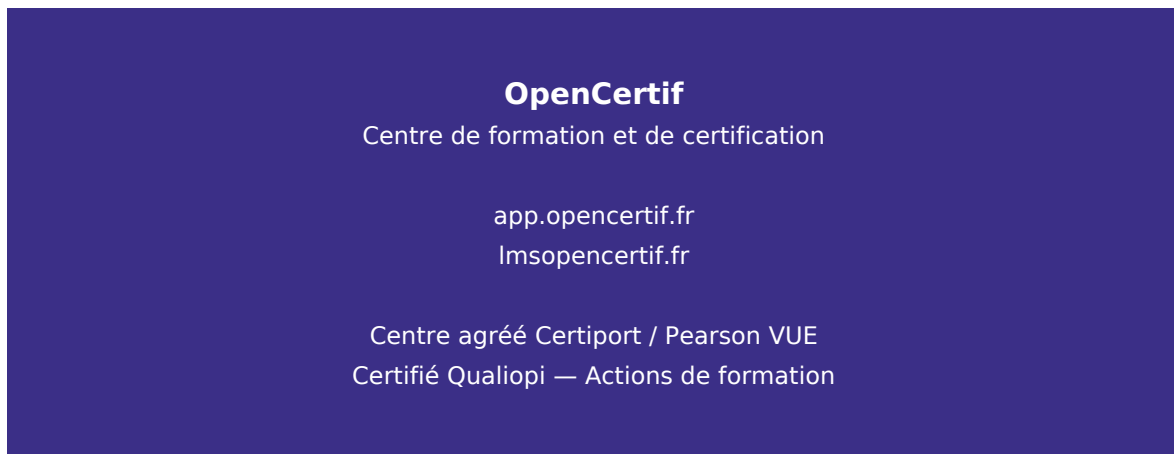 OpenCertif
Centre de formation et de certification
app.opencertif.fr
lmsopencertif.fr
Centre agréé Certiport / Pearson VUE
Certifié Qualiopi — Actions de formation